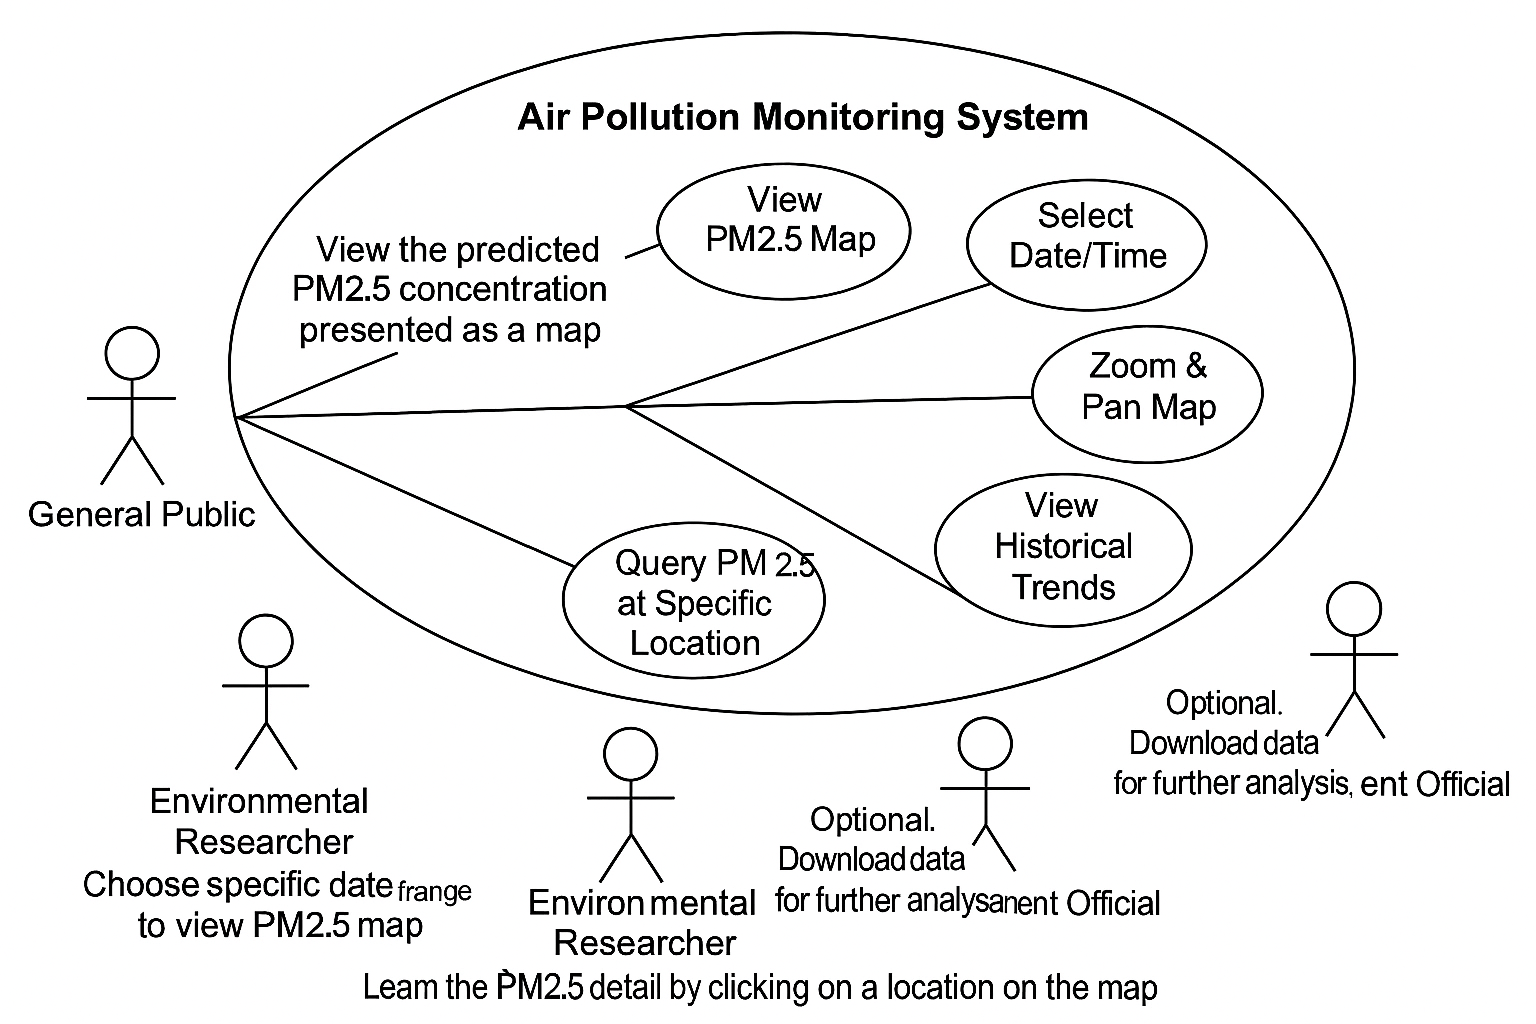 Air Pollution Monitoring System
View
PM2.5 Map
Select
Date/Time
View the predicted
PM2.5 concentration
presented as a map
Zoom &
Pan Map
General Public
View
Historical
Trends
Query PM 2.5
at Specific
Location
Optional.
Download data
for further analysis, ent Official
Environmental
Researcher
Choose specific date frange
to view PM2.5 map
Optional.
Download data
for further analysanent Official
Environmental
Researcher
Leam the PM2.5 detail by clicking on a location on the map